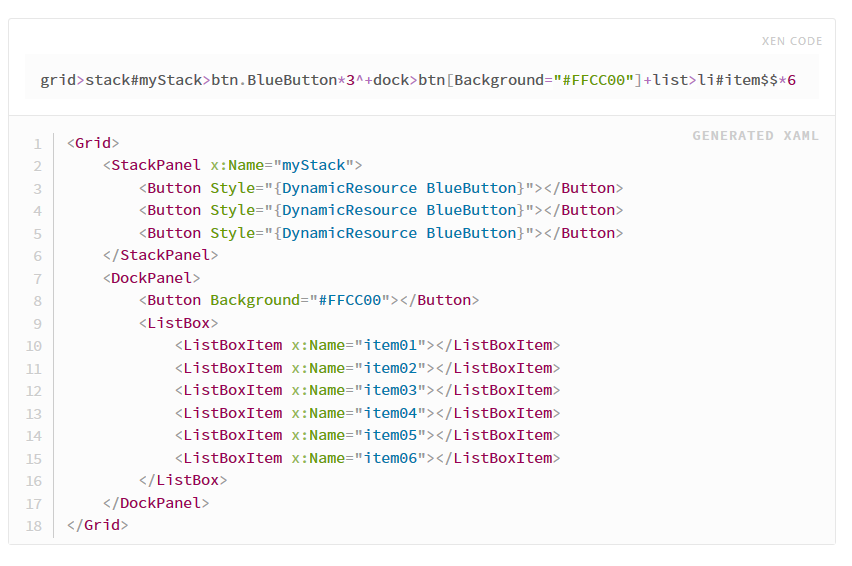 XEN CODE
grid>stack#myStack>btn.BlueButton*3^+dock>btn[Background="#FFCC00"]+list>li#item$$*6
GENERATED XAML
1 <Grid>
2     <StackPanel x:Name="myStack">
3         <Button Style="{DynamicResource BlueButton}"></Button>
4         <Button Style="{DynamicResource BlueButton}"></Button>
5         <Button Style="{DynamicResource BlueButton}"></Button>
6     </StackPanel>
7     <DockPanel>
8         <Button Background="#FFCC00"></Button>
9         <ListBox>
10             <ListBoxItem x:Name="item01"></ListBoxItem>
11             <ListBoxItem x:Name="item02"></ListBoxItem>
12             <ListBoxItem x:Name="item03"></ListBoxItem>
13             <ListBoxItem x:Name="item04"></ListBoxItem>
14             <ListBoxItem x:Name="item05"></ListBoxItem>
15             <ListBoxItem x:Name="item06"></ListBoxItem>
16         </ListBox>
17     </DockPanel>
18 </Grid>